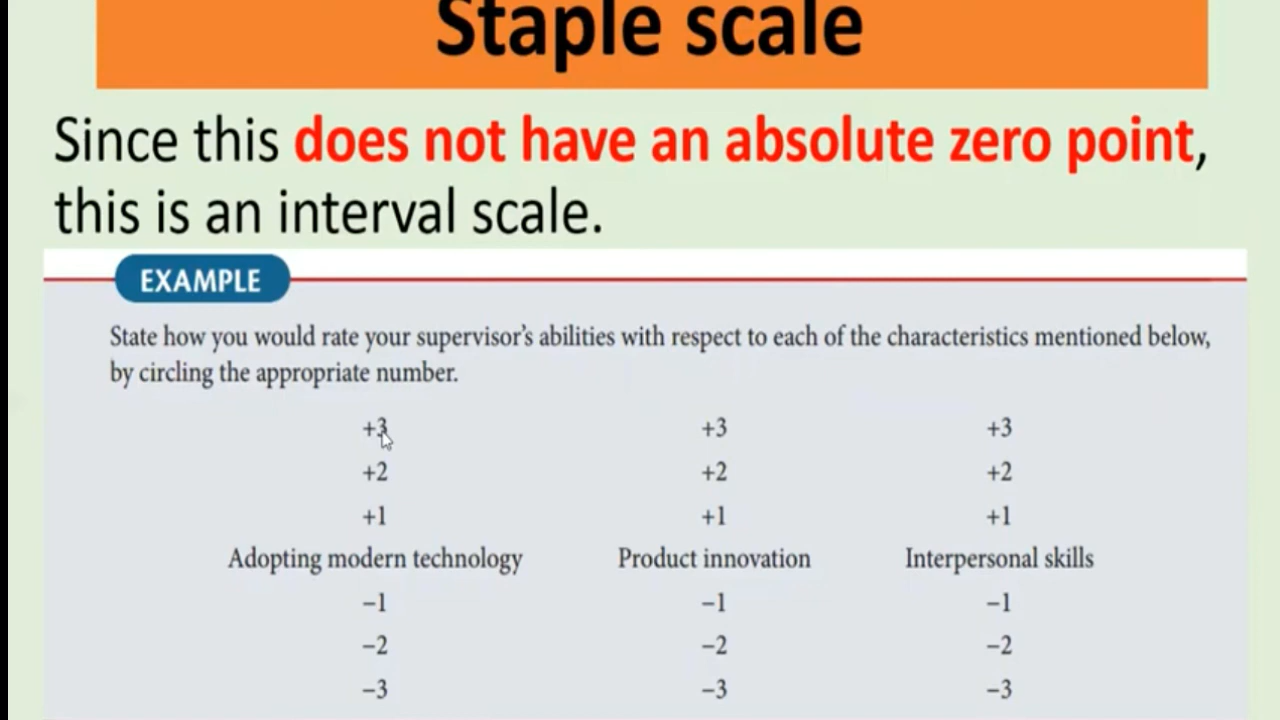 Staple scale
Since this does not have an absolute zero point,
this is an interval scale.
EXAMPLE
State how you would rate your supervisor's abilities with respect to each of the characteristics mentioned below,
by circling the appropriate number.
+3 +3 +3
+2 +2 +2
+1 +1 +1
Adopting modern technology Product innovation Interpersonal skills
–1 –1 –1
–2 –2 –2
–3 –3 –3